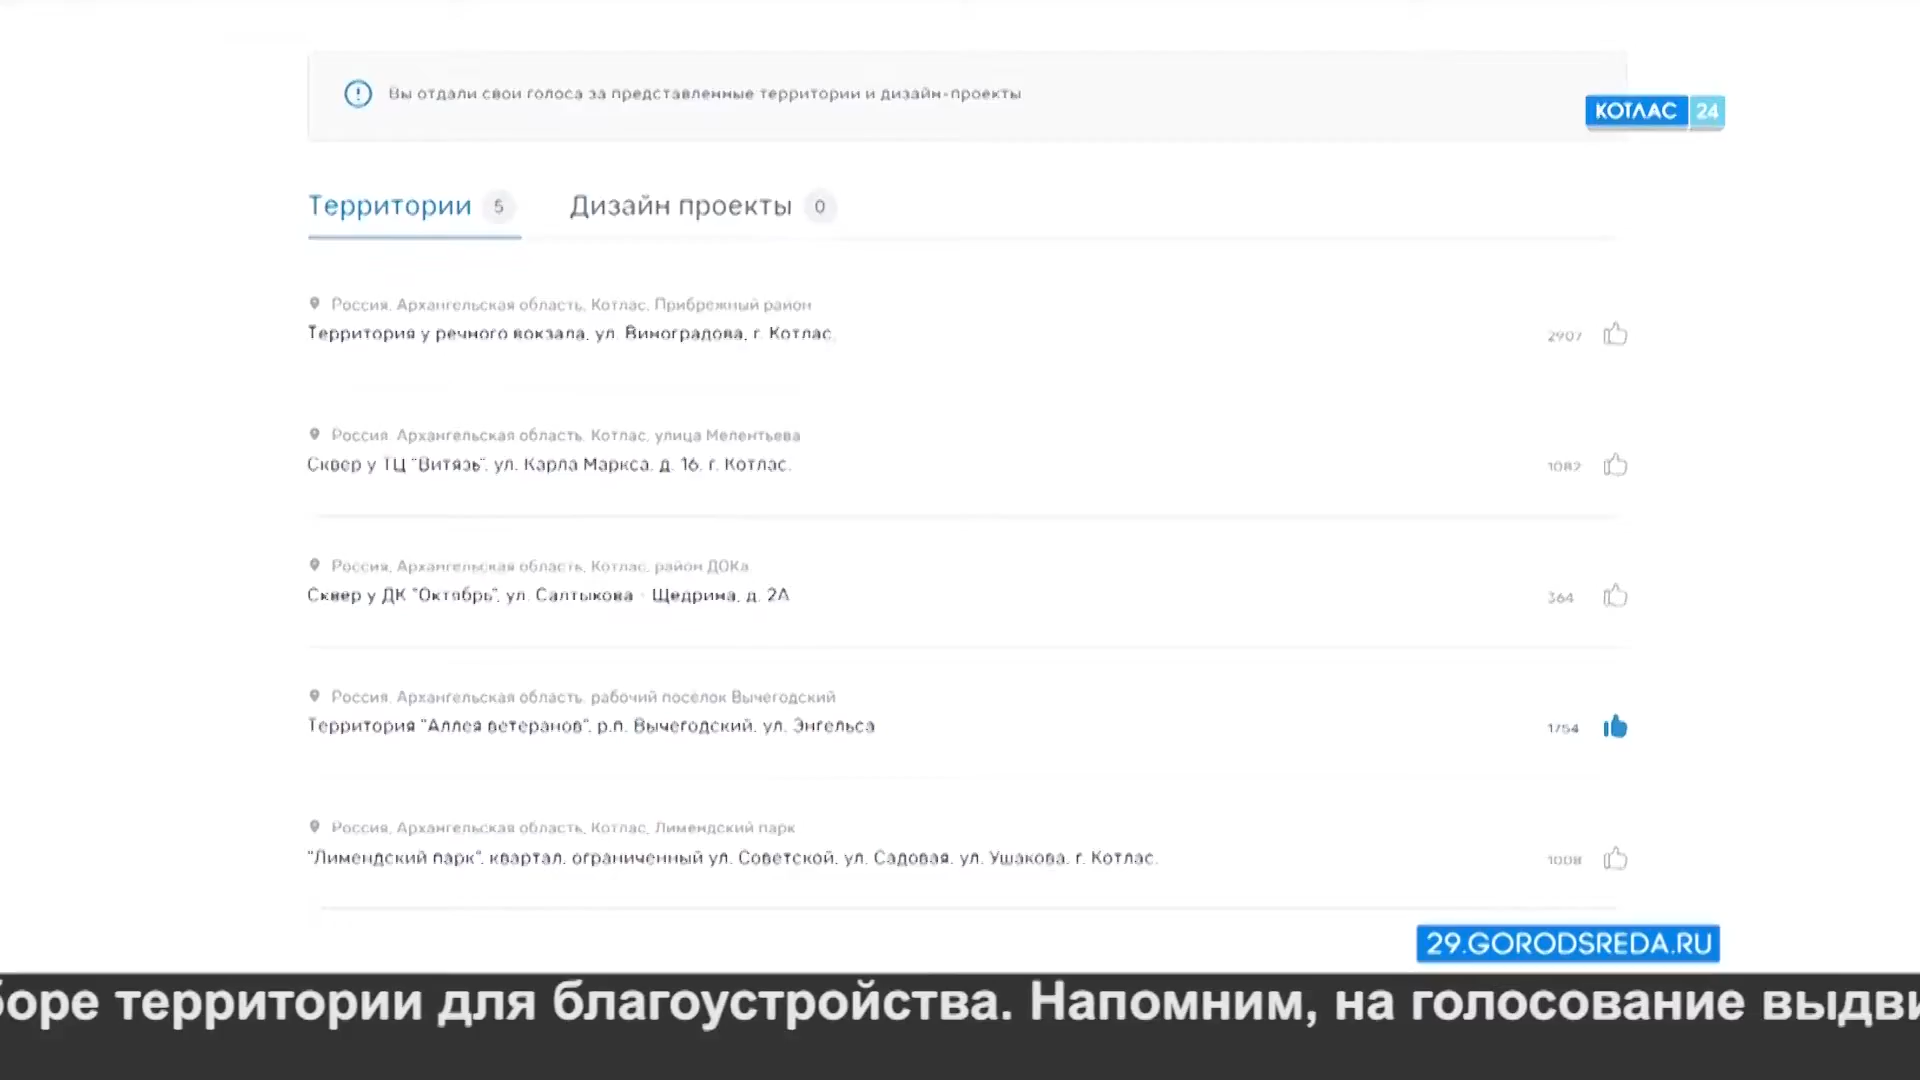 Вы отдали свои голоса за представленные территории и дизайн-проекты
КОТЛАС 24
Территории 5 Дизайн проекты 0
Россия, Архангельская область, Котлас, Прибрежный район
Территория у речного вокзала, ул. Виноградова, г. Котлас.
2907
Россия, Архангельская область, Котлас, улица Мелентьева
Сквер у ТЦ "Витязь", ул. Карла Маркса, д. 16, г. Котлас.
1082
Россия, Архангельская область, Котлас, район ДОКа
Сквер у ДК "Октябрь", ул. Салтыкова - Щедрина, д. 2А
364
Россия, Архангельская область, рабочий посёлок Вычегодский
Территория "Аллея ветеранов", р.п. Вычегодский, ул. Энгельса
1754
Россия, Архангельская область, Котлас, Лимендский парк
"Лимендский парк", квартал, ограниченный ул. Советской, ул. Садовая, ул. Ушакова, г. Котлас.
1008
29.GORODSREDA.RU
боре территории для благоустройства. Напомним, на голосование выдви